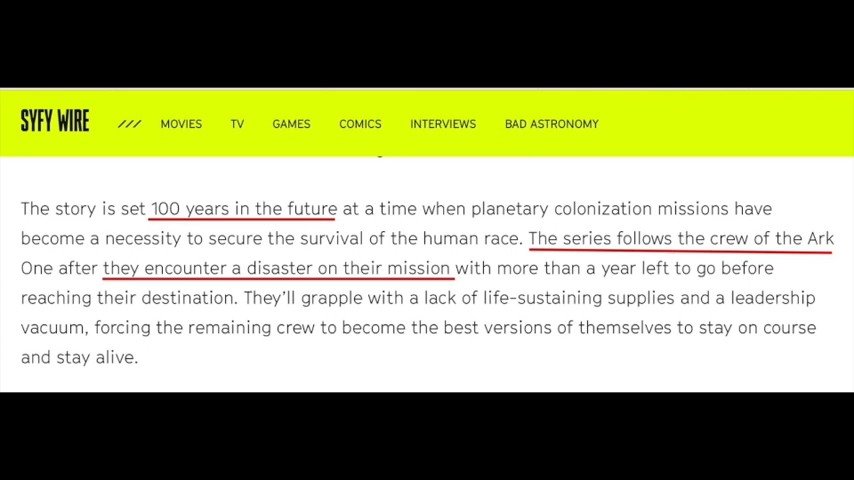 SYFY WIRE /// MOVIES TV GAMES COMICS INTERVIEWS BAD ASTRONOMY
The story is set 100 years in the future at a time when planetary colonization missions have
become a necessity to secure the survival of the human race. The series follows the crew of the Ark
One after they encounter a disaster on their mission with more than a year left to go before
reaching their destination. They’ll grapple with a lack of life-sustaining supplies and a leadership
vacuum, forcing the remaining crew to become the best versions of themselves to stay on course
and stay alive.